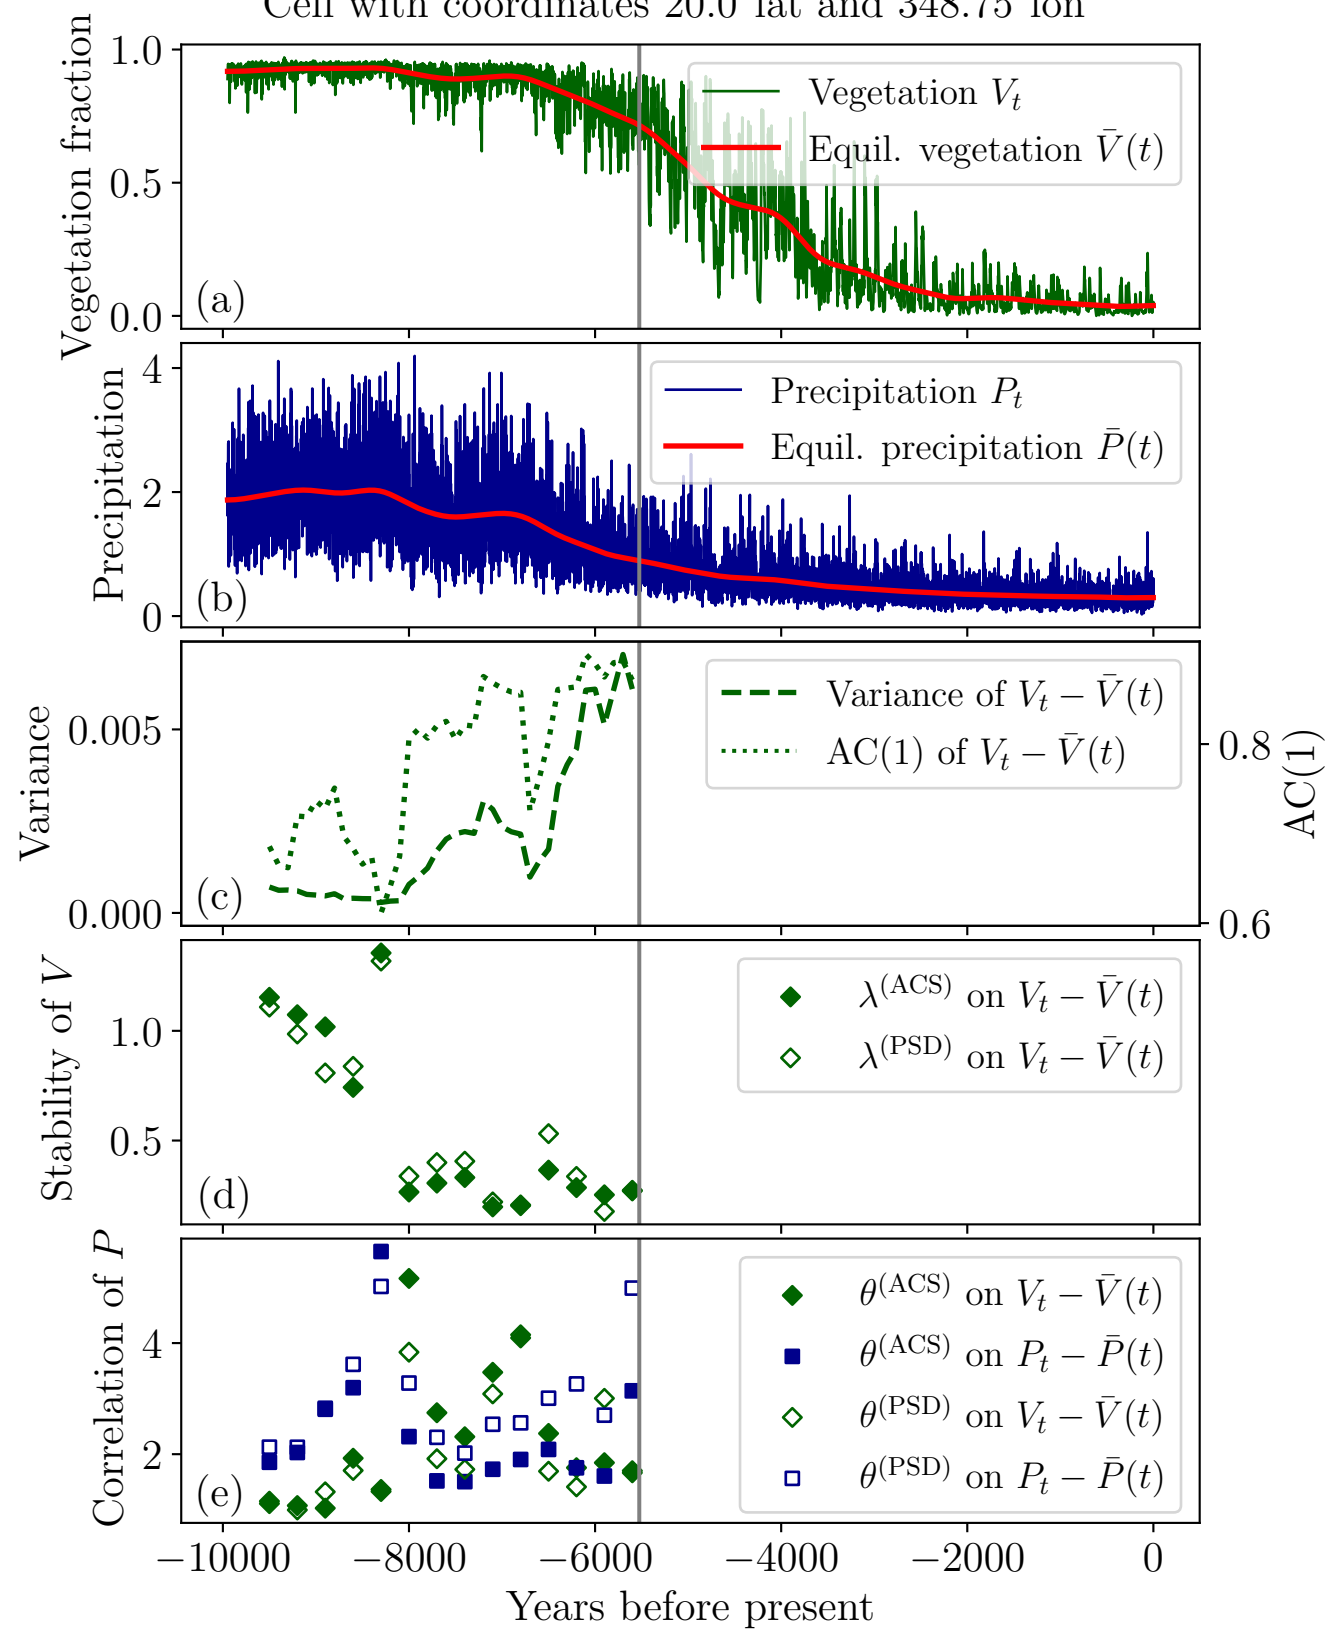 Cell with coordinates 20.0 lat and 348.75 lon
Vegetation fraction
1.0
0.5
0.0
(a)
Vegetation V_t
Equil. vegetation V̄(t)
Precipitation
4
2
0
(b)
Precipitation P_t
Equil. precipitation P̄(t)
Variance
0.005
0.000
(c)
Variance of V_t − V̄(t)
AC(1) of V_t − V̄(t)
0.8
0.6
AC(1)
Stability of V
1.0
0.5
(d)
λ^(ACS) on V_t − V̄(t)
λ^(PSD) on V_t − V̄(t)
Correlation of P
4
2
(e)
θ^(ACS) on V_t − V̄(t)
θ^(ACS) on P_t − P̄(t)
θ^(PSD) on V_t − V̄(t)
θ^(PSD) on P_t − P̄(t)
−10000 −8000 −6000 −4000 −2000 0
Years before present